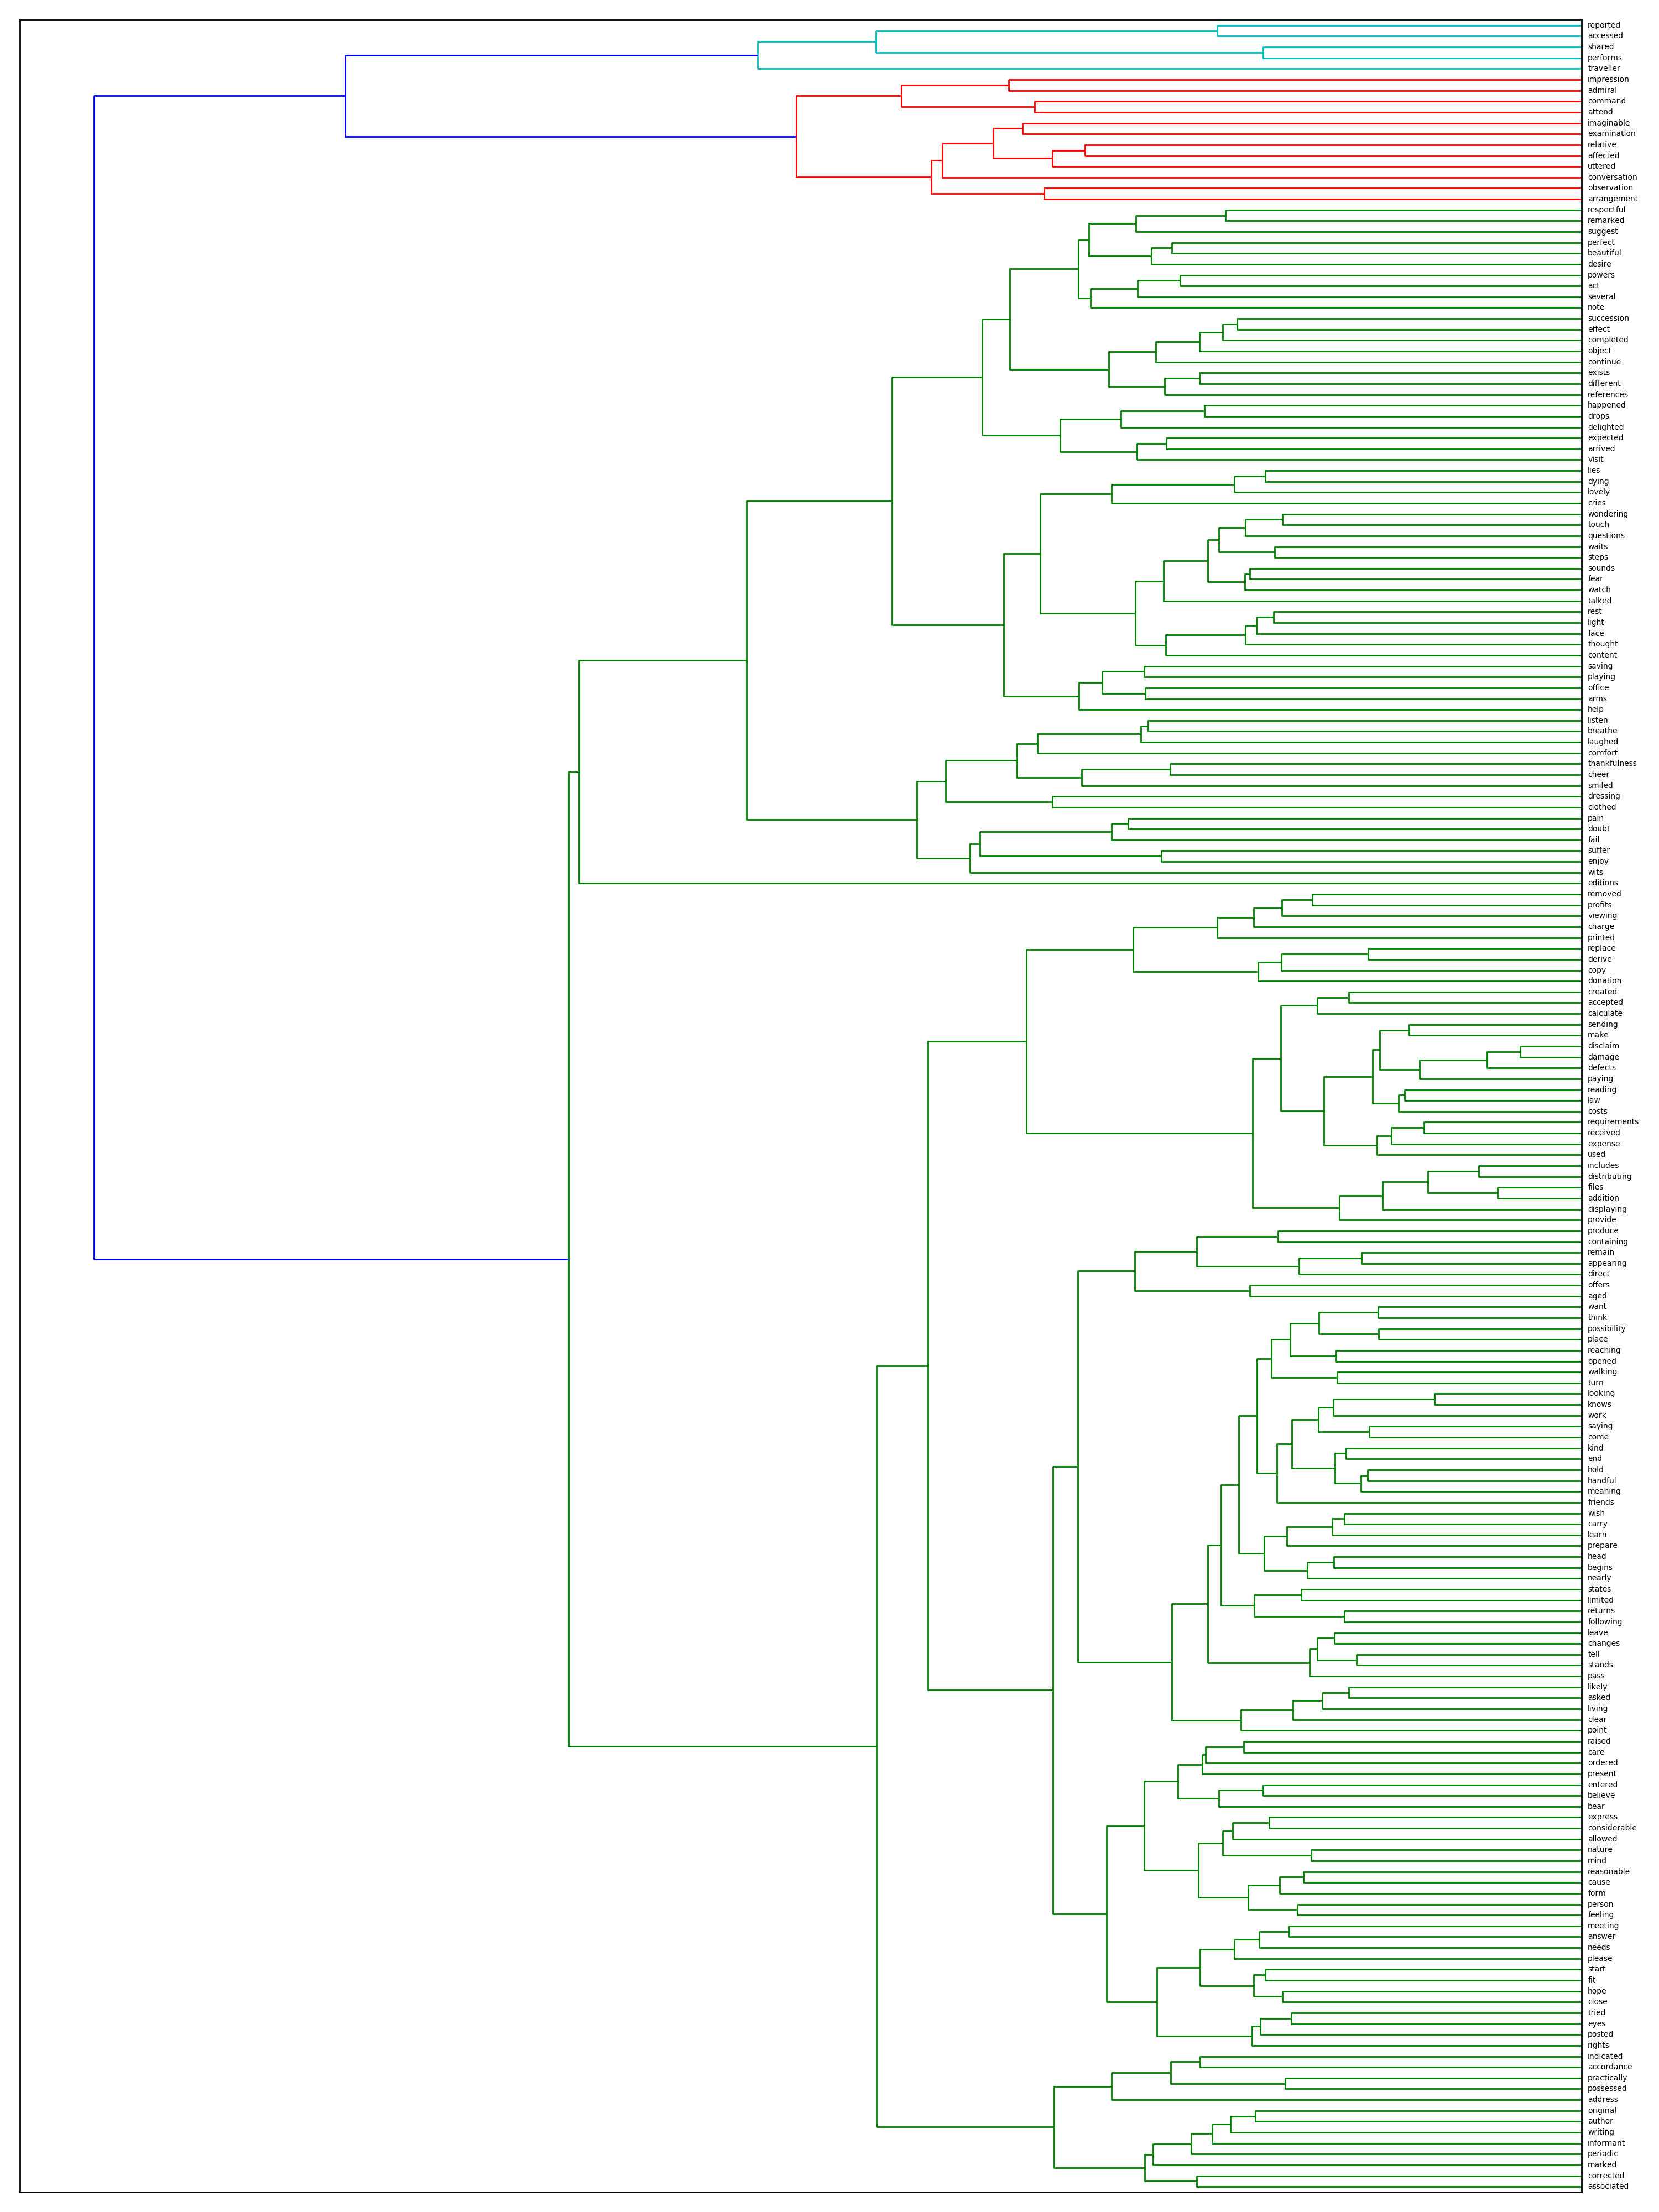 reported
accessed
shared
performs
traveller
impression
admiral
command
attend
imaginable
examination
relative
affected
uttered
conversation
observation
arrangement
respectful
remarked
suggest
perfect
beautiful
desire
powers
act
several
note
succession
effect
completed
object
continue
exists
different
references
happened
drops
delighted
expected
arrived
visit
lies
dying
lovely
cries
wondering
touch
questions
waits
steps
sounds
fear
watch
talked
rest
light
face
thought
content
saving
playing
office
arms
help
listen
breathe
laughed
comfort
thankfulness
cheer
smiled
dressing
clothed
pain
doubt
fail
suffer
enjoy
wits
editions
removed
profits
viewing
charge
printed
replace
derive
copy
donation
created
accepted
calculate
sending
make
disclaim
damage
defects
paying
reading
law
costs
requirements
received
expense
used
includes
distributing
files
addition
displaying
provide
produce
containing
remain
appearing
direct
offers
aged
want
think
possibility
place
reaching
opened
walking
turn
looking
knows
work
saying
come
kind
end
hold
handful
meaning
friends
wish
carry
learn
prepare
head
begins
nearly
states
limited
returns
following
leave
changes
tell
stands
pass
likely
asked
living
clear
point
raised
care
ordered
present
entered
believe
bear
express
considerable
allowed
nature
mind
reasonable
cause
form
person
feeling
meeting
answer
needs
please
start
fit
hope
close
tried
eyes
posted
rights
indicated
accordance
practically
possessed
address
original
author
writing
informant
periodic
marked
corrected
associated